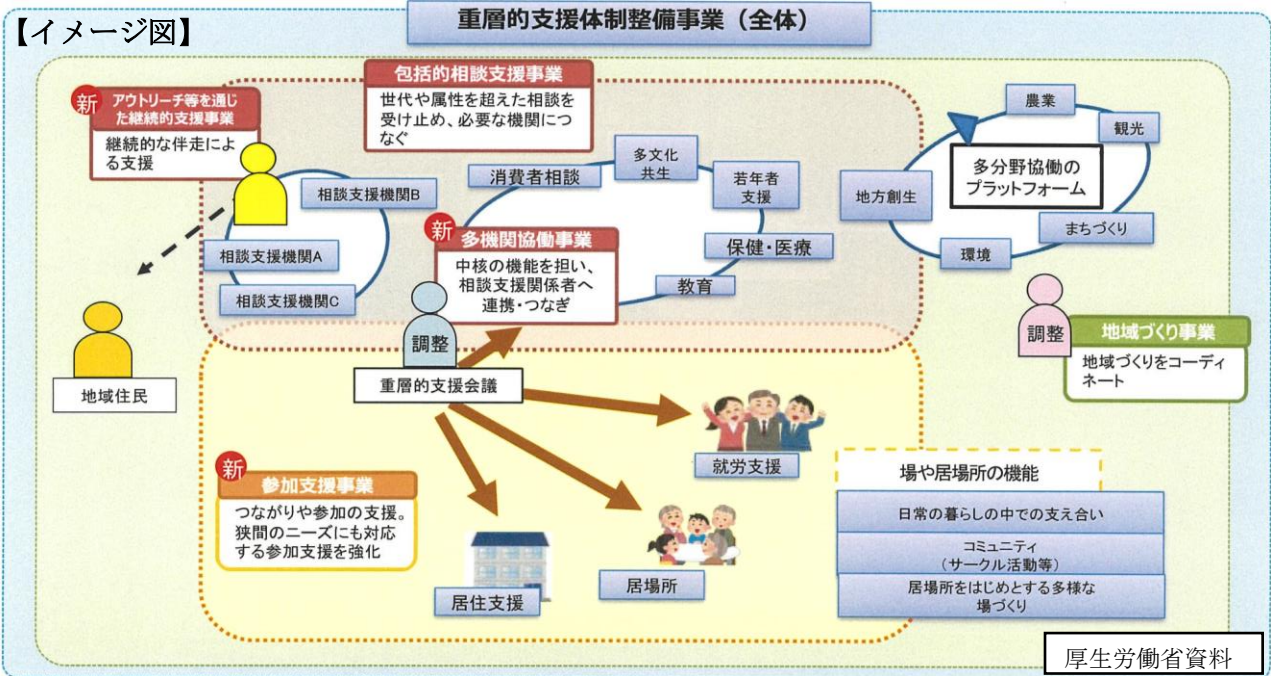 【イメージ図】
重層的支援体制整備事業（全体）
新
アウトリーチ等を通じ
た継続的支援事業
継続的な伴走によ
る支援
包括的相談支援事業
世代や属性を超えた相談を
受け止め、必要な機関につ
なぐ
相談支援機関B
相談支援機関A
相談支援機関C
消費者相談
多文化
共生
若年者
支援
保健・医療
教育
新
多機関協働事業
中核の機能を担い、
相談支援関係者へ
連携・つなぎ
農業
観光
多分野協働の
プラットフォーム
地方創生
まちづくり
環境
調整
重層的支援会議
地域住民
調整
地域づくり事業
地域づくりをコーディ
ネート
新
参加支援事業
つながりや参加の支援。
狭間のニーズにも対応
する参加支援を強化
就労支援
居場所
居住支援
場や居場所の機能
日常の暮らしの中での支え合い
コミュニティ
（サークル活動等）
居場所をはじめとする多様な
場づくり
厚生労働省資料